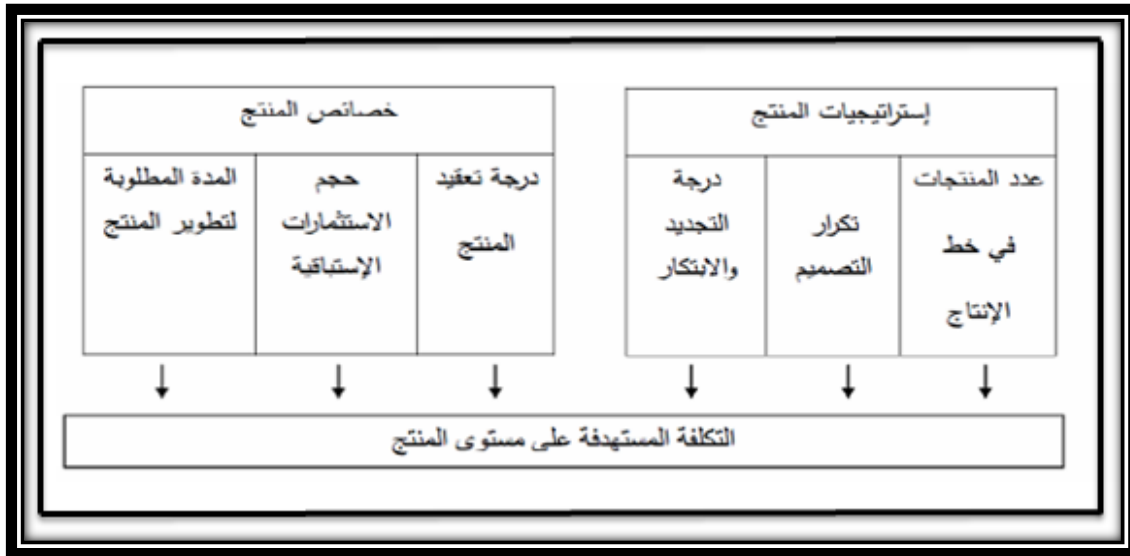 إستراتيجيات المنتج
عدد المنتجات
في خط
الإنتاج
تكرار
التصميم
درجة
التجديد
والابتكار
خصائص المنتج
درجة تعقيد
المنتج
حجم
الاستثمارات
الإستباقية
المدة المطلوبة
لتطوير المنتج
التكلفة المستهدفة على مستوى المنتج